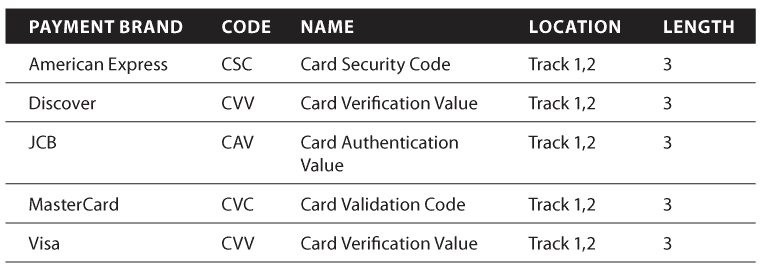 PAYMENT BRAND CODE NAME LOCATION LENGTH
American Express CSC Card Security Code Track 1,2 3
Discover CVV Card Verification Value Track 1,2 3
JCB CAV Card Authentication Track 1,2 3
Value
MasterCard CVC Card Validation Code Track 1,2 3
Visa CVV Card Verification Value Track 1,2 3